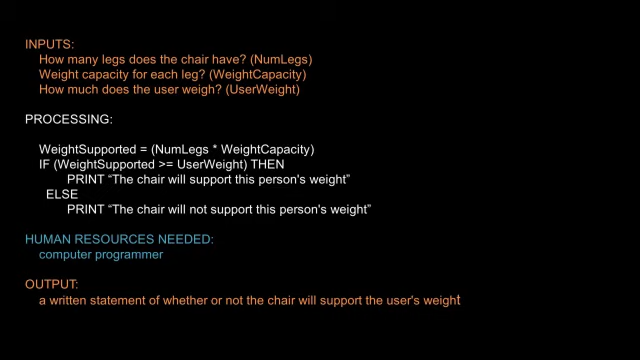 INPUTS:
How many legs does the chair have? (NumLegs)
Weight capacity for each leg? (WeightCapacity)
How much does the user weigh? (UserWeight)
PROCESSING:
WeightSupported = (NumLegs * WeightCapacity)
IF (WeightSupported >= UserWeight) THEN
PRINT “The chair will support this person's weight”
ELSE
PRINT “The chair will not support this person's weight”
HUMAN RESOURCES NEEDED:
computer programmer
OUTPUT:
a written statement of whether or not the chair will support the user's weight